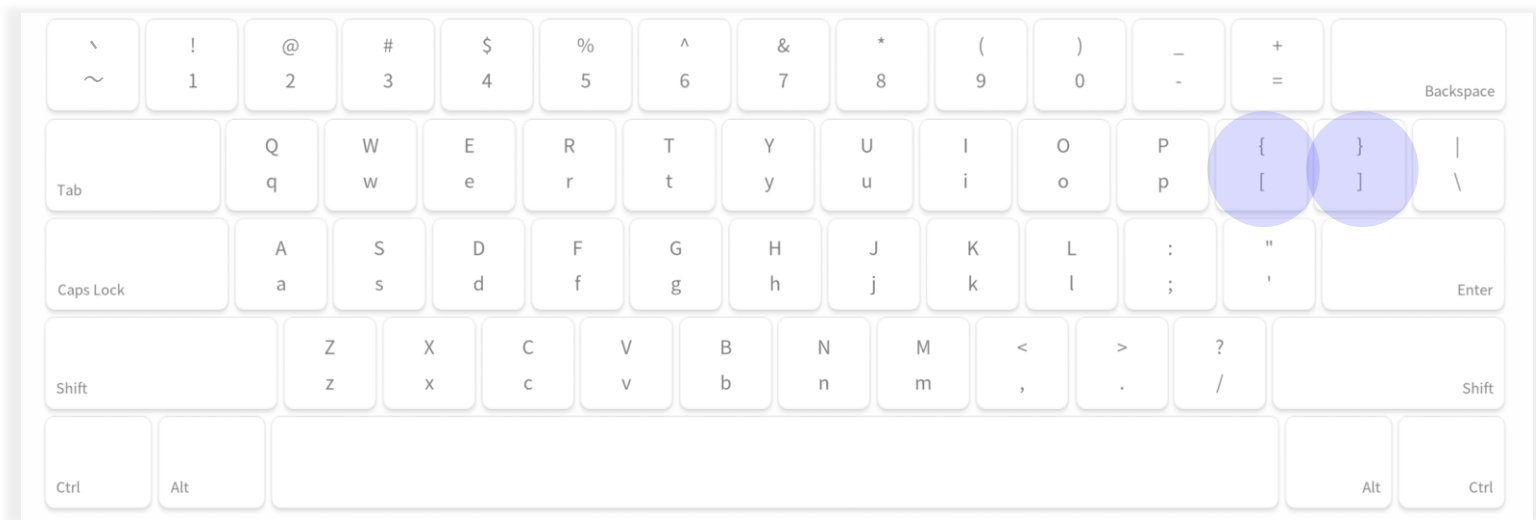 、 ! @ # $ % ^ & * ( ) _ +
～ 1 2 3 4 5 6 7 8 9 0 - = Backspace
Q W E R T Y U I O P { } |
Tab q w e r t y u i o p [ ] \
A S D F G H J K L : "
Caps Lock a s d f g h j k l ; ' Enter
Z X C V B N M < > ?
Shift z x c v b n m , . / Shift
Ctrl Alt Alt Ctrl